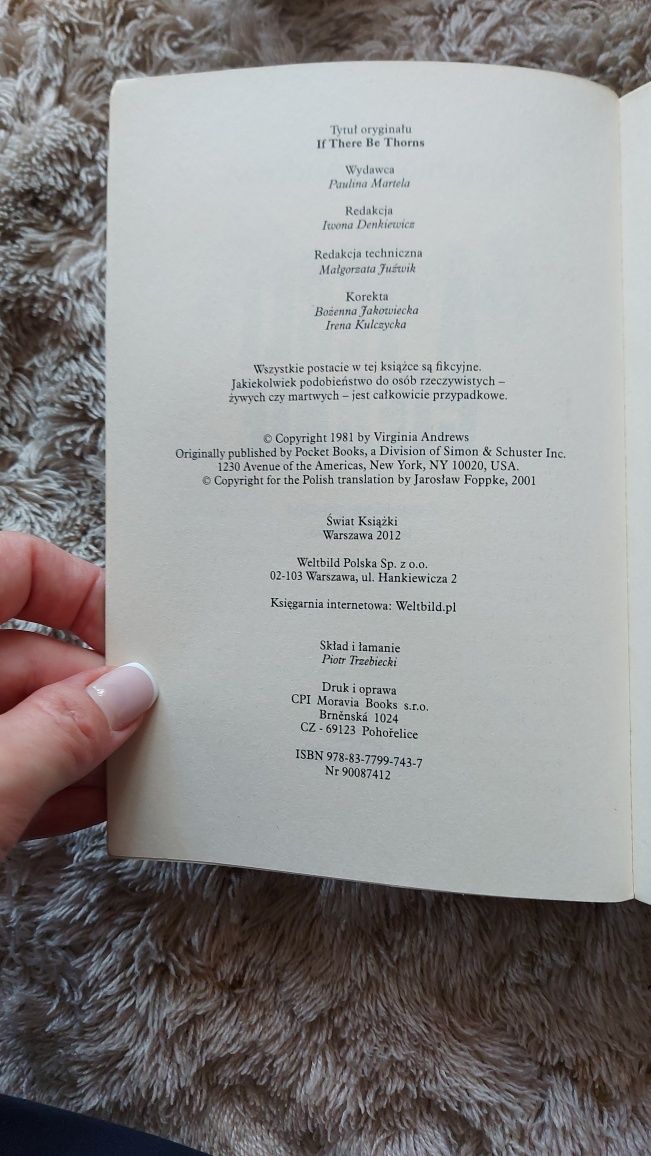 Tytuł oryginału
If There Be Thorns
Wydawca
Paulina Martela
Redakcja
Iwona Denkiewicz
Redakcja techniczna
Małgorzata Juźwik
Korekta
Bożenna Jakowiecka
Irena Kulczycka
Wszystkie postacie w tej książce są fikcyjne.
Jakiekolwiek podobieństwo do osób rzeczywistych –
żywych czy martwych – jest całkowicie przypadkowe.
© Copyright 1981 by Virginia Andrews
Originally published by Pocket Books, a Division of Simon & Schuster Inc.
1230 Avenue of the Americas, New York, NY 10020, USA.
© Copyright for the Polish translation by Jarosław Foppke, 2001
Świat Książki
Warszawa 2012
Weltbild Polska Sp. z o.o.
02-103 Warszawa, ul. Hankiewicza 2
Księgarnia internetowa: Weltbild.pl
Skład i łamanie
Piotr Trzebiecki
Druk i oprawa
CPI Moravia Books s.r.o.
Brněnská 1024
CZ - 69123 Pohořelice
ISBN 978-83-7799-743-7
Nr 90087412